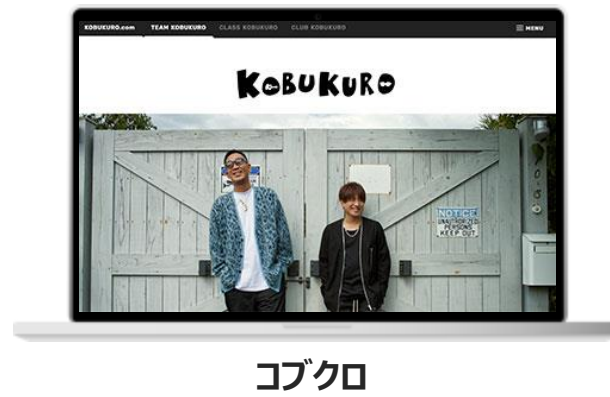 KOBUKURO.com TEAM KOBUKURO CLASS KOBUKURO CLUB KOBUKURO MENU
KOBUKURO
NOTICE
UNAUTHORIZED
PERSONS
KEEP OUT
コブクロ